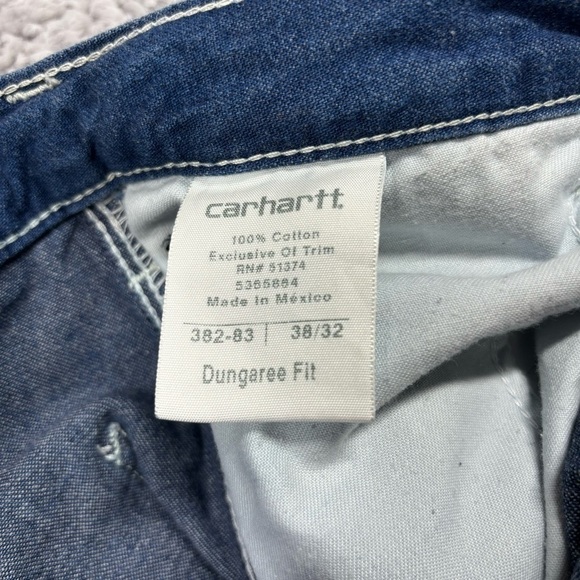 carhartt
100% Cotton
Exclusive Of Trim
RN# 51374
5365864
Made In México
382-83 | 38/32
Dungaree Fit